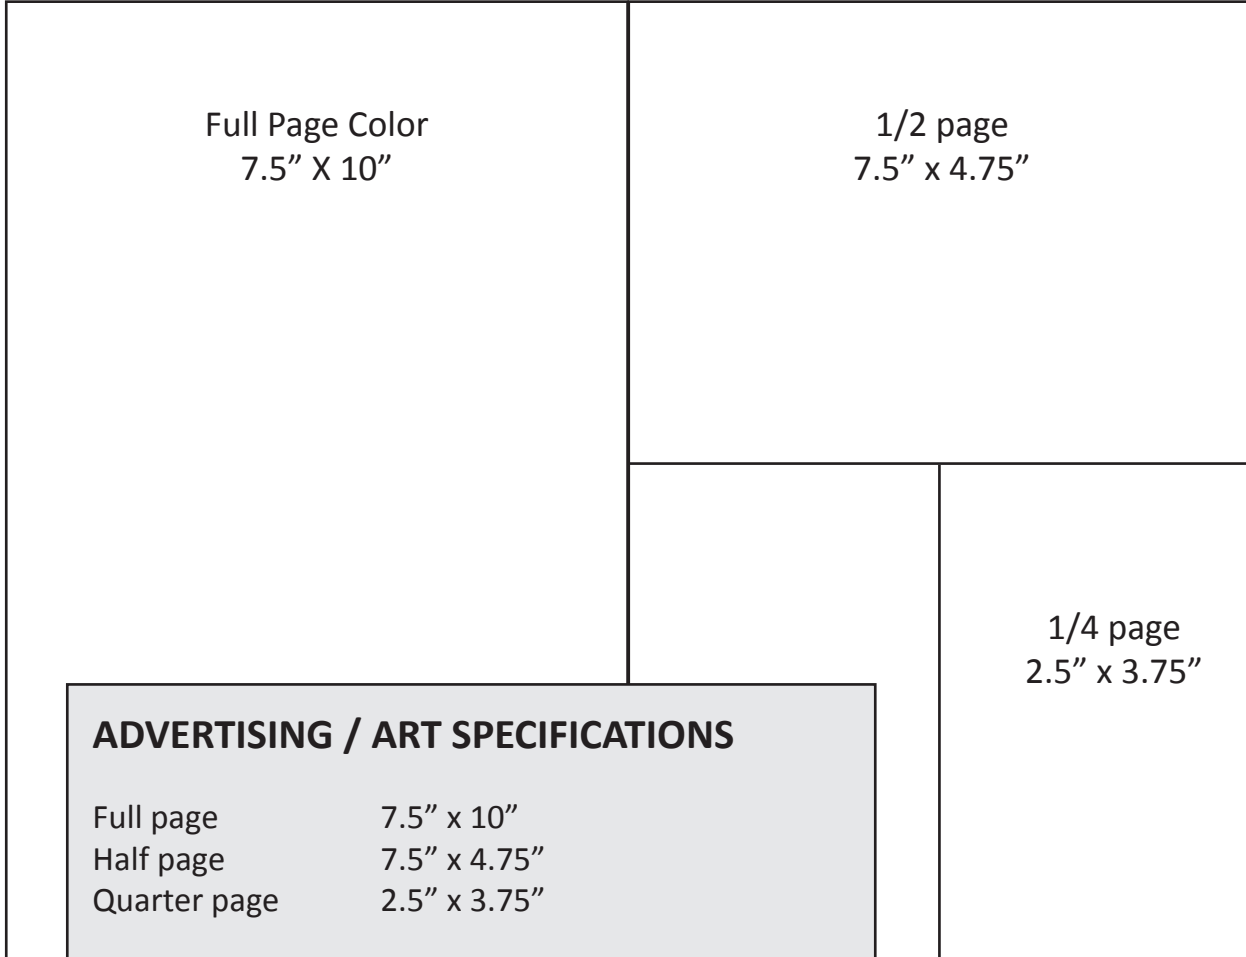 Full Page Color
7.5” X 10”
1/2 page
7.5” x 4.75”
1/4 page
2.5” x 3.75”
ADVERTISING / ART SPECIFICATIONS
Full page 7.5” x 10”
Half page 7.5” x 4.75”
Quarter page 2.5” x 3.75”